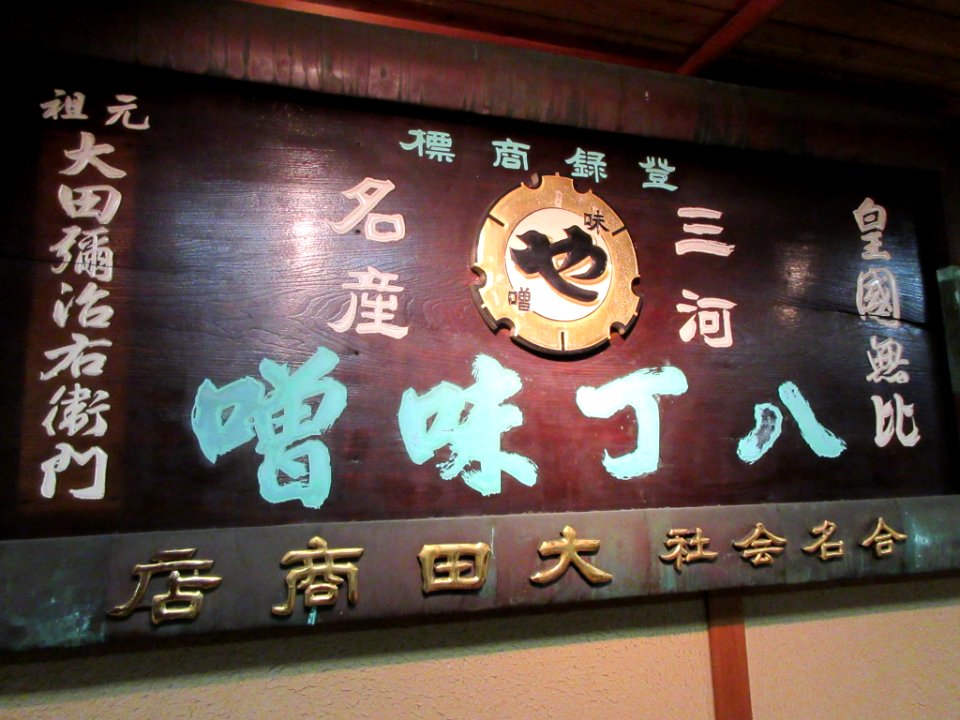 皇國無比
登録商標
三河
味や噌
名産
八丁味噌
元祖
大田彌治右衛門
合名会社 大田商店